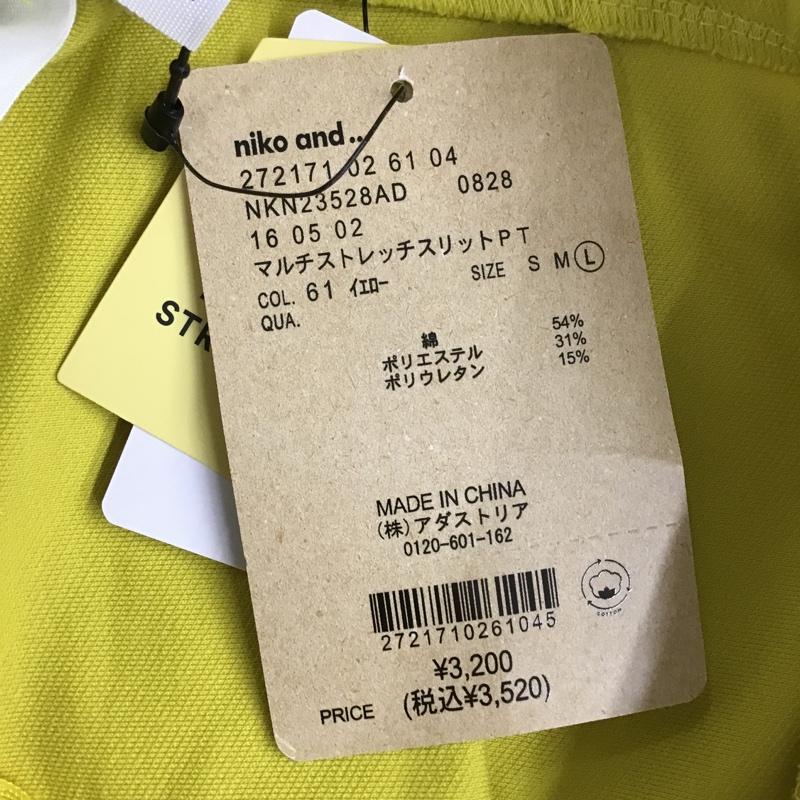 niko and ...
272171 02 61 04
NKN23528AD 0828
16 05 02
マルチストレッチスリットPT
COL. 61 ｲｴﾛｰ SIZE S M L
QUA.
綿 54%
ポリエステル 31%
ポリウレタン 15%
MADE IN CHINA
(株)アダストリア
0120-601-162
COTTON
2721710261045
¥3,200
PRICE (税込¥3,520)